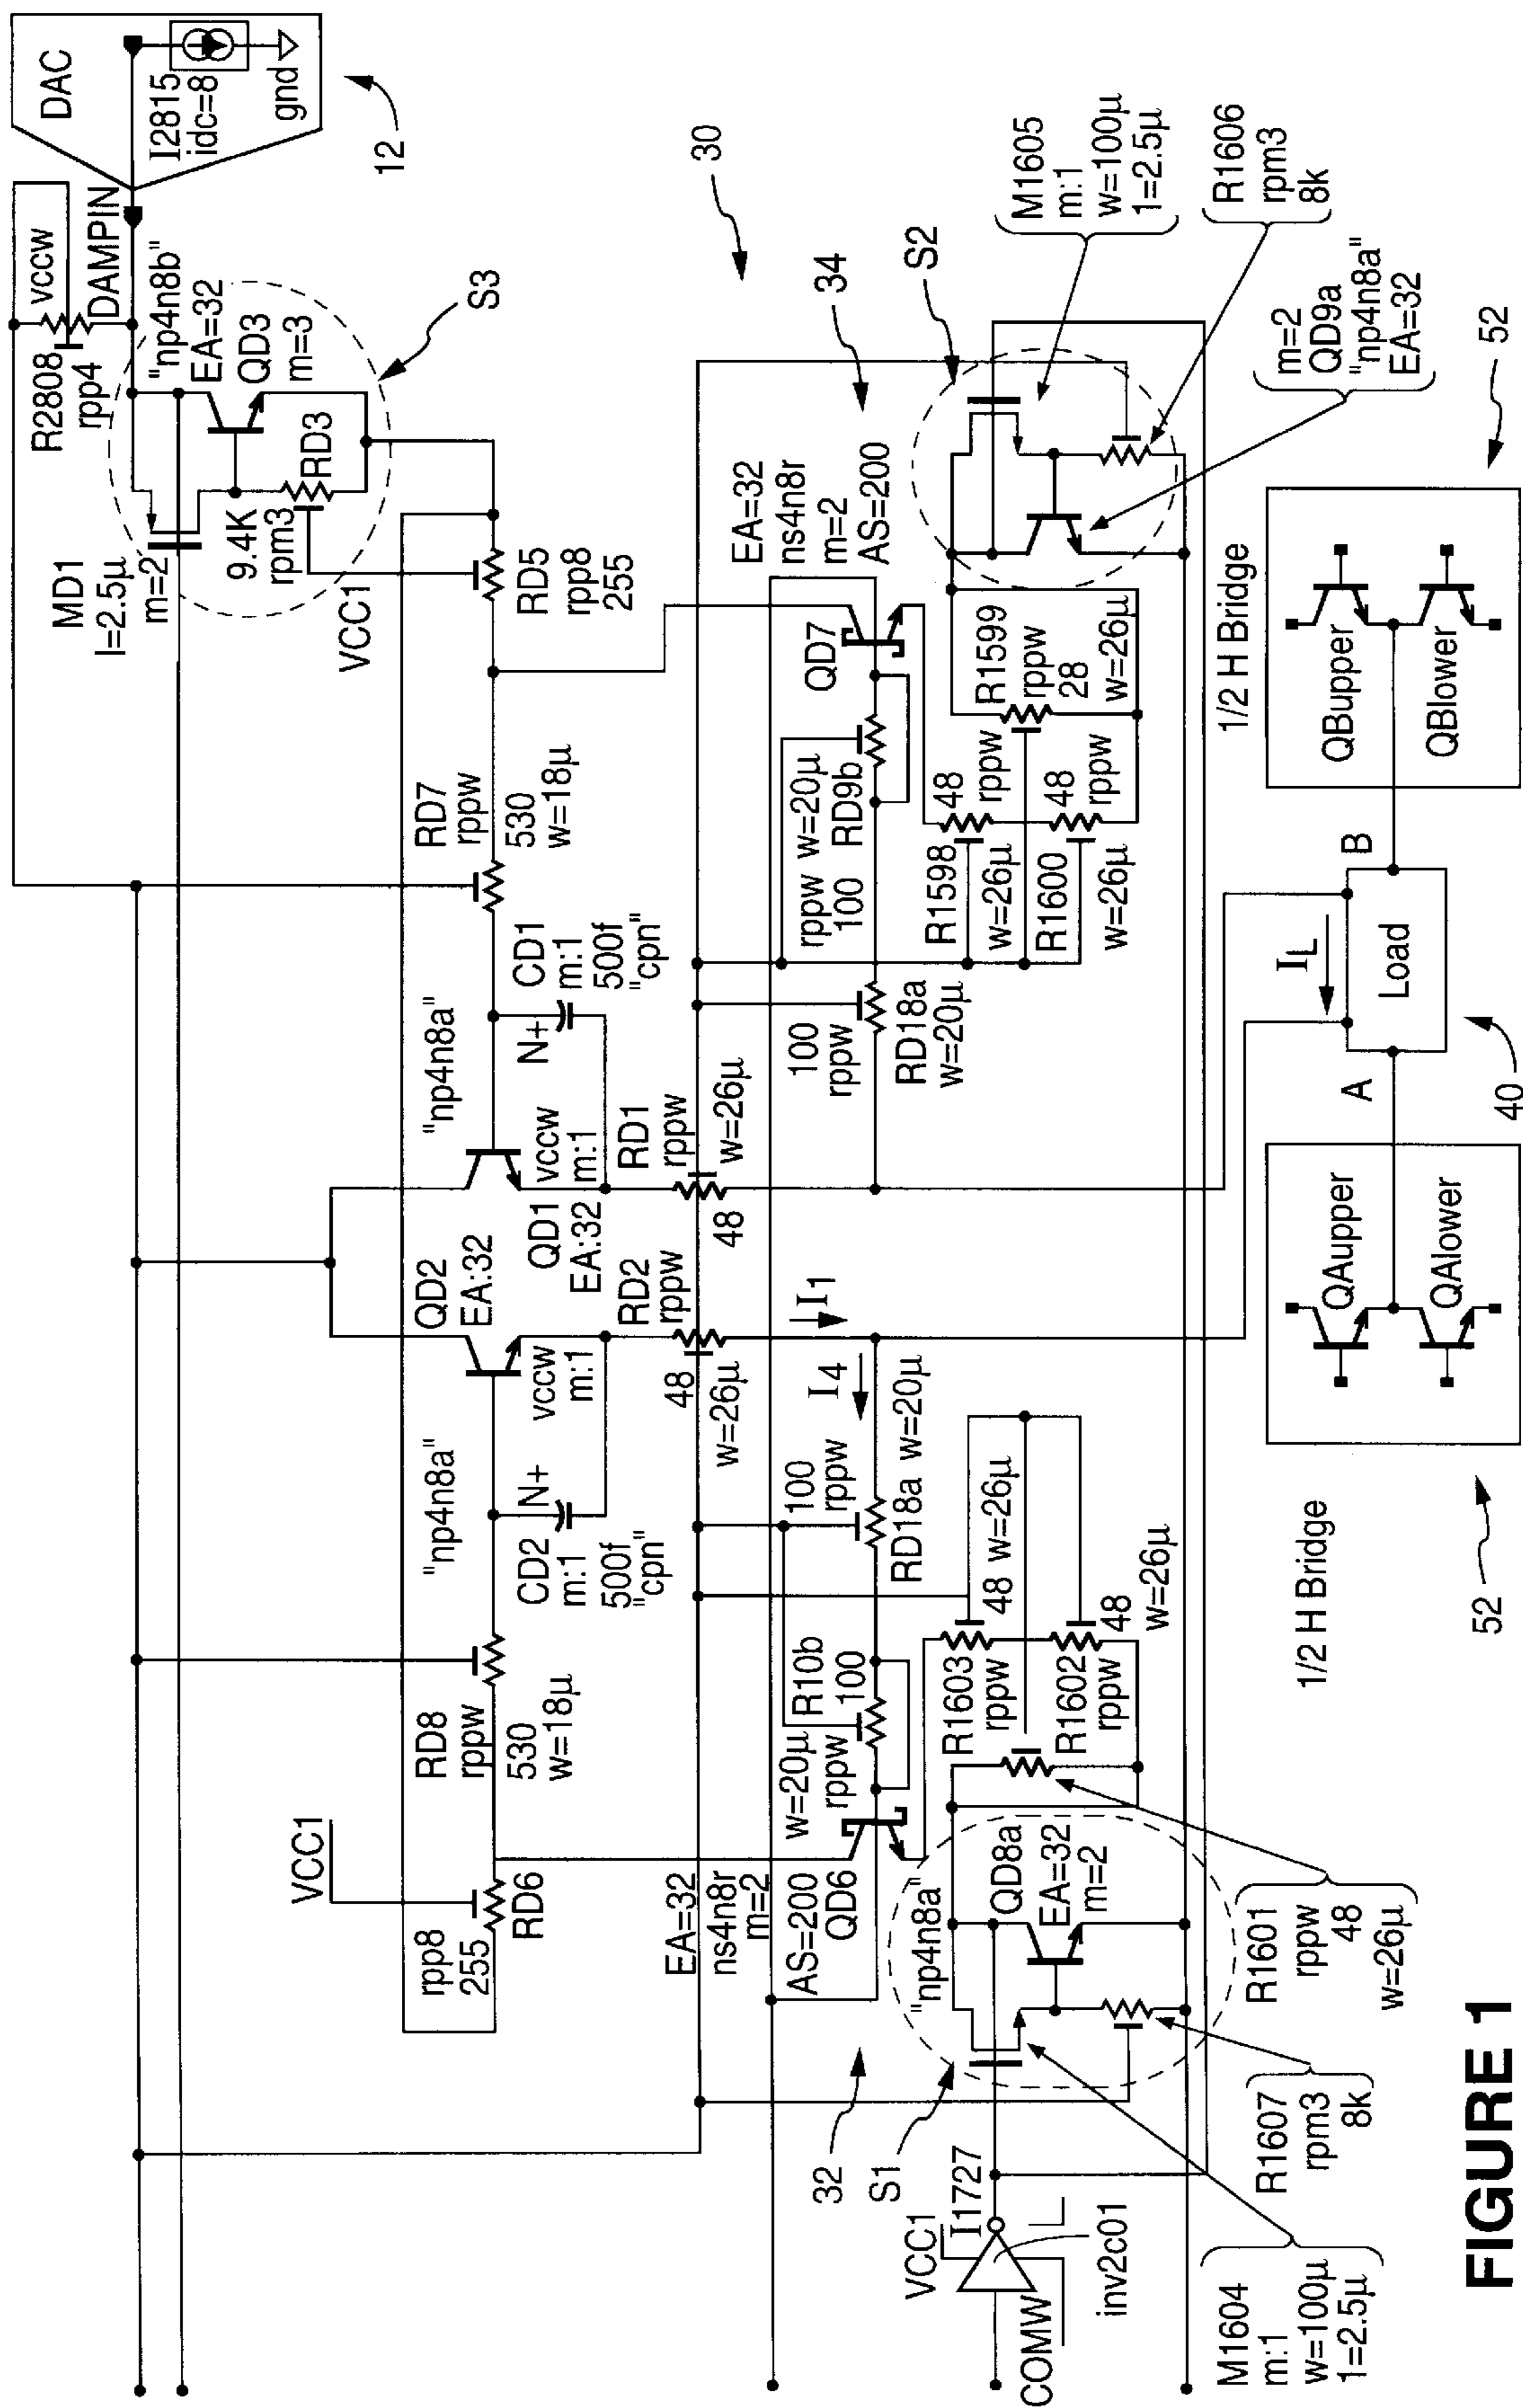 DAC
I2815
idc=8
gnd
12
vccw
R2808
rpp4
DAMPIN
"np4n8b"
EA=32
QD3
m=3
RD3
9.4K
rpm3
MD1
l=2.5µ
m=2
S3
VCC1
RD5
rpp8
255
RD7
rppw
530
w=18µ
"np4n8a"
CD1
m:1
500f
"cpn"
N+
vccw
m:1
QD1
EA:32
RD1
rppw
w=26µ
48
QD2
EA:32
vccw
m:1
RD2
rppw
48
w=26µ
"np4n8a"
N+
CD2
m:1
500f
"cpn"
RD8
rppw
530
w=18µ
VCC1
rpp8
255
RD6
30
34
S2
M1605
m:1
w=100µ
1=2.5µ
R1606
rpm3
8k
m=2
QD9a
"np4n8a"
EA=32
EA=32
ns4n8r
m=2
AS=200
QD7
R1599
rppw
28
w=26µ
rppw w=20µ
100 RD9b
R1598
48
rppw
w=26µ
R1600
48
rppw
w=26µ
100
rppw
RD18a
w=20µ
I1
I4
w=20µ
100
rppw
RD18a
R10b
100
w=20µ
rppw
48 w=26µ
R1603
rppw
48
w=26µ
R1602
rppw
EA=32
ns4n8r
m=2
AS=200
QD6
"np4n8a"
QD8a
EA=32
m=2
R1601
rppw
48
w=26µ
32
S1
R1607
rpm3
8k
VCC1
I1727
COMW
inv2c01
M1604
m:1
w=100µ
1=2.5µ
1/2 H Bridge
52
QBupper
QBlower
B
IL
Load
A
40
QAupper
QAlower
1/2 H Bridge
52
FIGURE 1